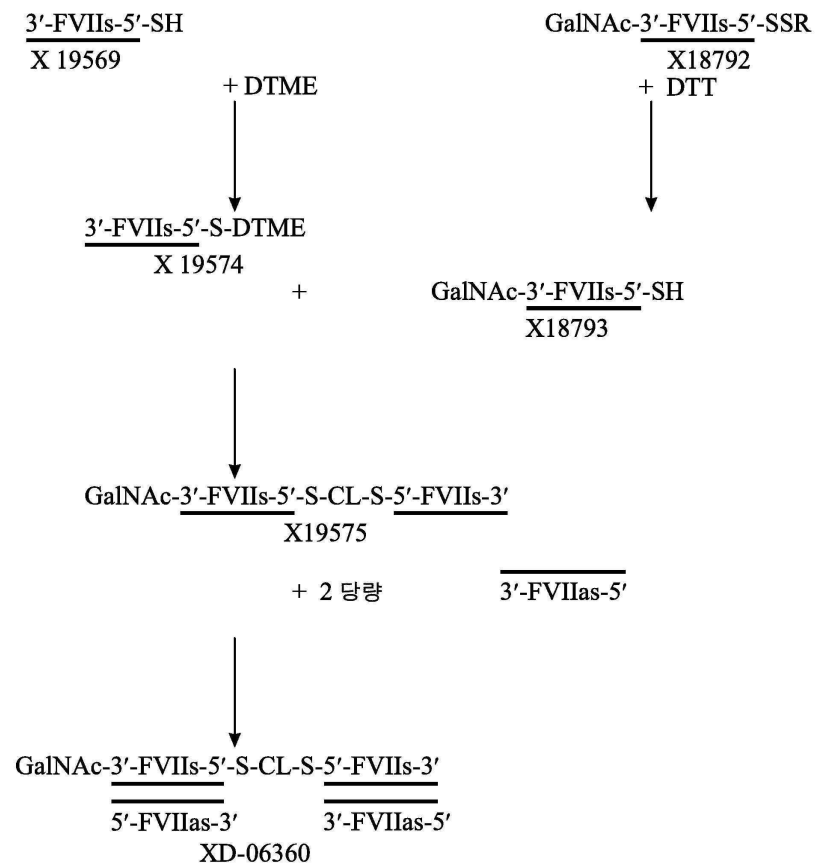 3′-FVIIs-5′-SH
X 19569
GalNAc-3′-FVIIs-5′-SSR
X18792
+ DTME
+ DTT
3′-FVIIs-5′-S-DTME
X 19574
+
GalNAc-3′-FVIIs-5′-SH
X18793
GalNAc-3′-FVIIs-5′-S-CL-S-5′-FVIIs-3′
X19575
+ 2 당량
3′-FVIIas-5′
GalNAc-3′-FVIIs-5′-S-CL-S-5′-FVIIs-3′
5′-FVIIas-3′ 3′-FVIIas-5′
XD-06360